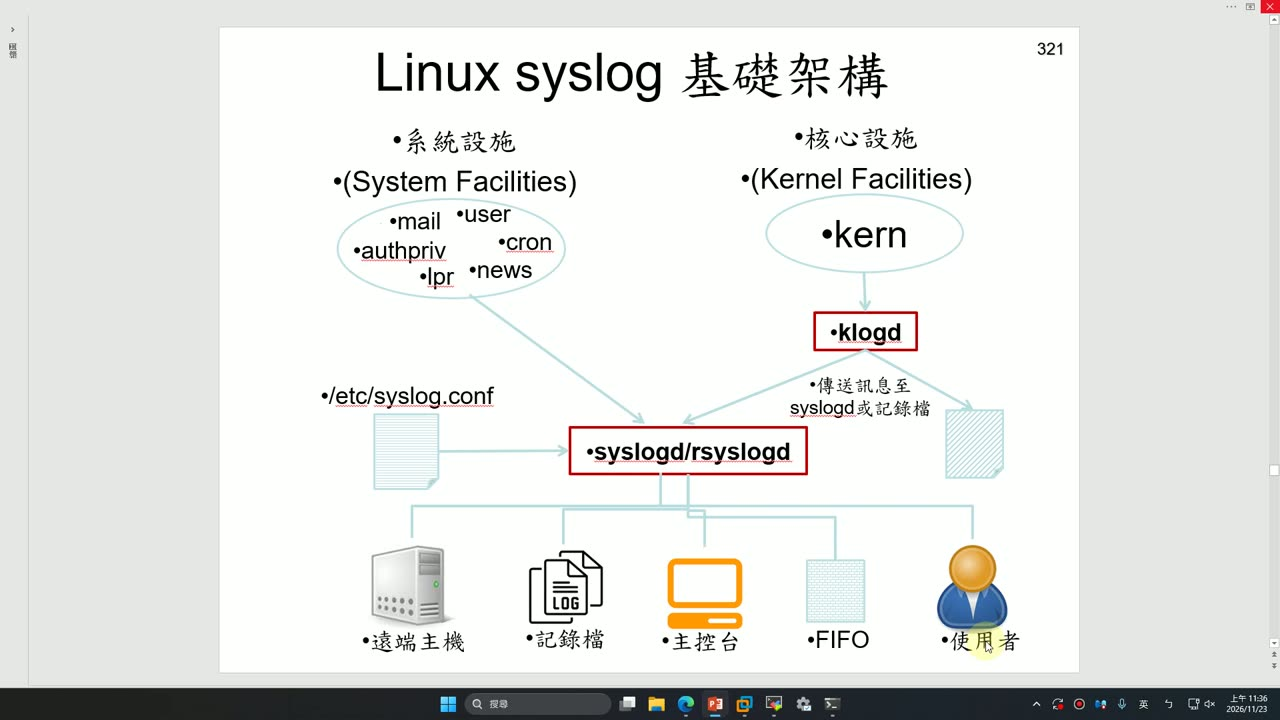 321
Linux syslog 基礎架構
•系統設施
•(System Facilities)
•mail
•user
•authpriv
•cron
•lpr
•news
•核心設施
•(Kernel Facilities)
•kern
•klogd
•傳送訊息至
syslogd或記錄檔
•/etc/syslog.conf
•syslogd/rsyslogd
LOG
•遠端主機
•記錄檔
•主控台
•FIFO
•使用者
搜尋
英
ㄅ
上午 11:36
2026/11/23